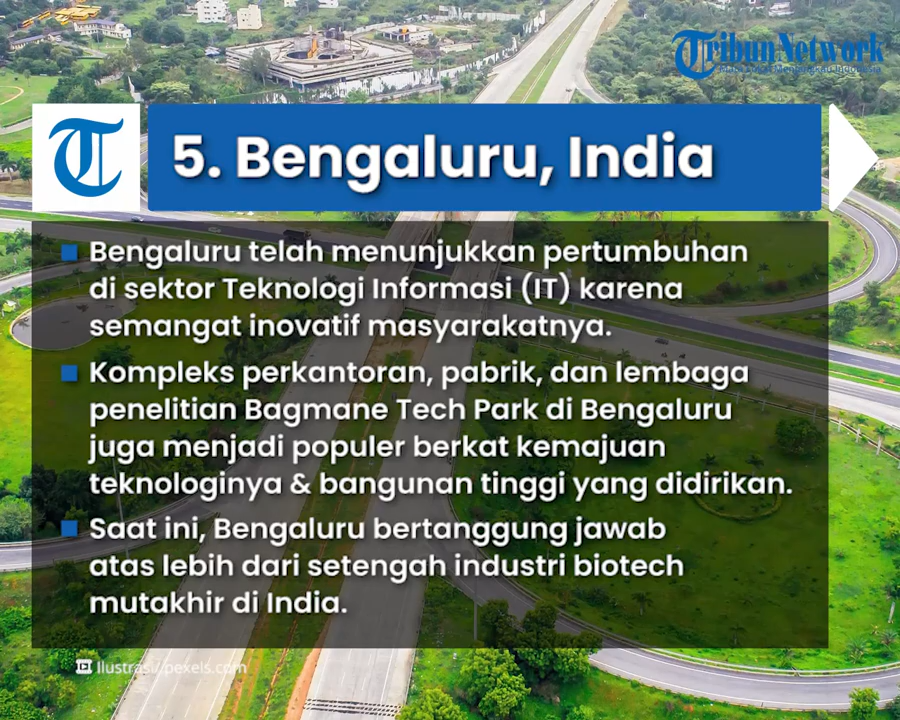 Tribun Network
5. Bengaluru, India
Bengaluru telah menunjukkan pertumbuhan
di sektor Teknologi Informasi (IT) karena
semangat inovatif masyarakatnya.
Kompleks perkantoran, pabrik, dan lembaga
penelitian Bagmane Tech Park di Bengaluru
juga menjadi populer berkat kemajuan
teknologinya & bangunan tinggi yang didirikan.
Saat ini, Bengaluru bertanggung jawab
atas lebih dari setengah industri biotech
mutakhir di India.
Ilustrasi/.pexels.com